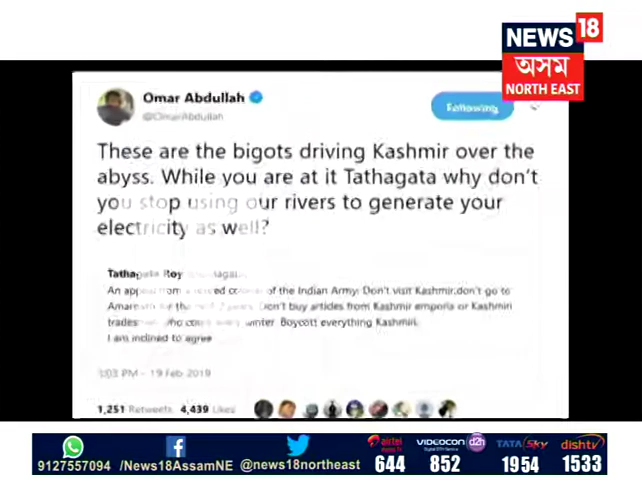 NEWS 18
অসম
NORTH EAST
Omar Abdullah
@OmarAbdullah
Following
These are the bigots driving Kashmir over the
abyss. While you are at it Tathagata why don't
you stop using our rivers to generate your
electricity as well?
Tathagata Roy
An appeal from a of the Indian Army: Don't visit Kashmir,don't go to
Amarnath for the next 2 years. Don't buy articles from Kashmir emporia or Kashmiri
trades who come every winter. Boycott everything Kashmiri.
I am inclined to agree
3:03 PM - 19 Feb 2019
1,251 Retweets 4,439 Likes
9127557094 /News18AssamNE @news18northeast
airtel digital TV 644
VIDEOCON d2h 852
TATA Sky 1954
dishtv 1533